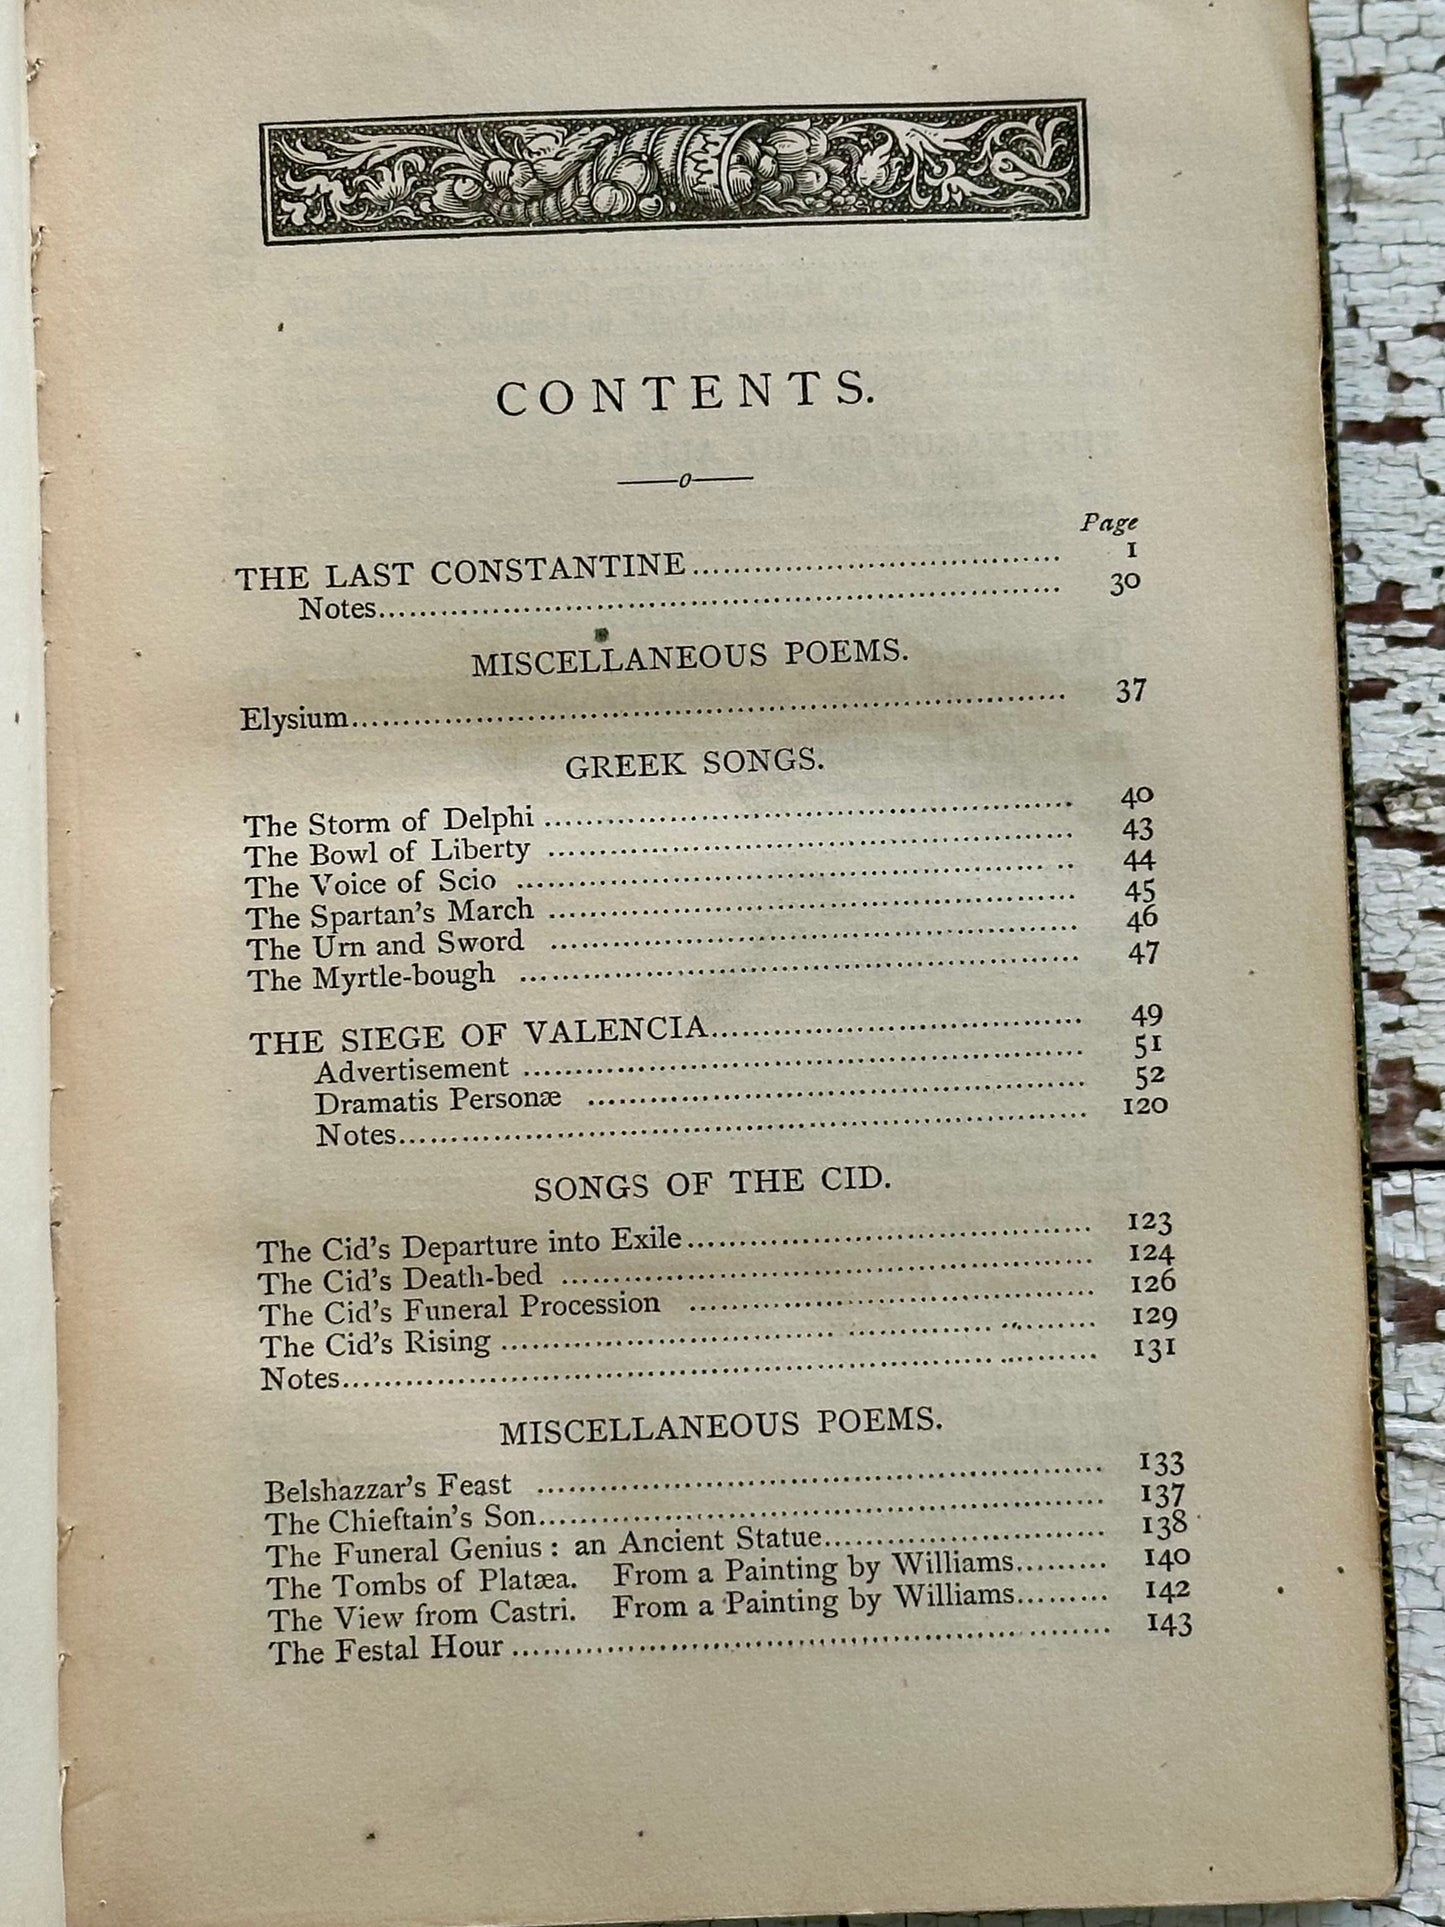 CONTENTS.
o
Page
THE LAST CONSTANTINE........................................ 1
Notes........................................ 30
MISCELLANEOUS POEMS.
Elysium........................................ 37
GREEK SONGS.
The Storm of Delphi ........................................ 40
The Bowl of Liberty ........................................ 43
The Voice of Scio ........................................ 44
The Spartan's March ........................................ 45
The Urn and Sword ........................................ 46
The Myrtle-bough ........................................ 47
THE SIEGE OF VALENCIA........................................ 49
Advertisement ........................................ 51
Dramatis Personæ ........................................ 52
Notes........................................ 120
SONGS OF THE CID.
The Cid's Departure into Exile........................................ 123
The Cid's Death-bed ........................................ 124
The Cid's Funeral Procession ........................................ 126
The Cid's Rising ........................................ 129
Notes........................................ 131
MISCELLANEOUS POEMS.
Belshazzar's Feast ........................................ 133
The Chieftain's Son........................................ 137
The Funeral Genius : an Ancient Statue........................... 138
The Tombs of Platæa. From a Painting by Williams......... 140
The View from Castri. From a Painting by Williams......... 142
The Festal Hour ........................................ 143